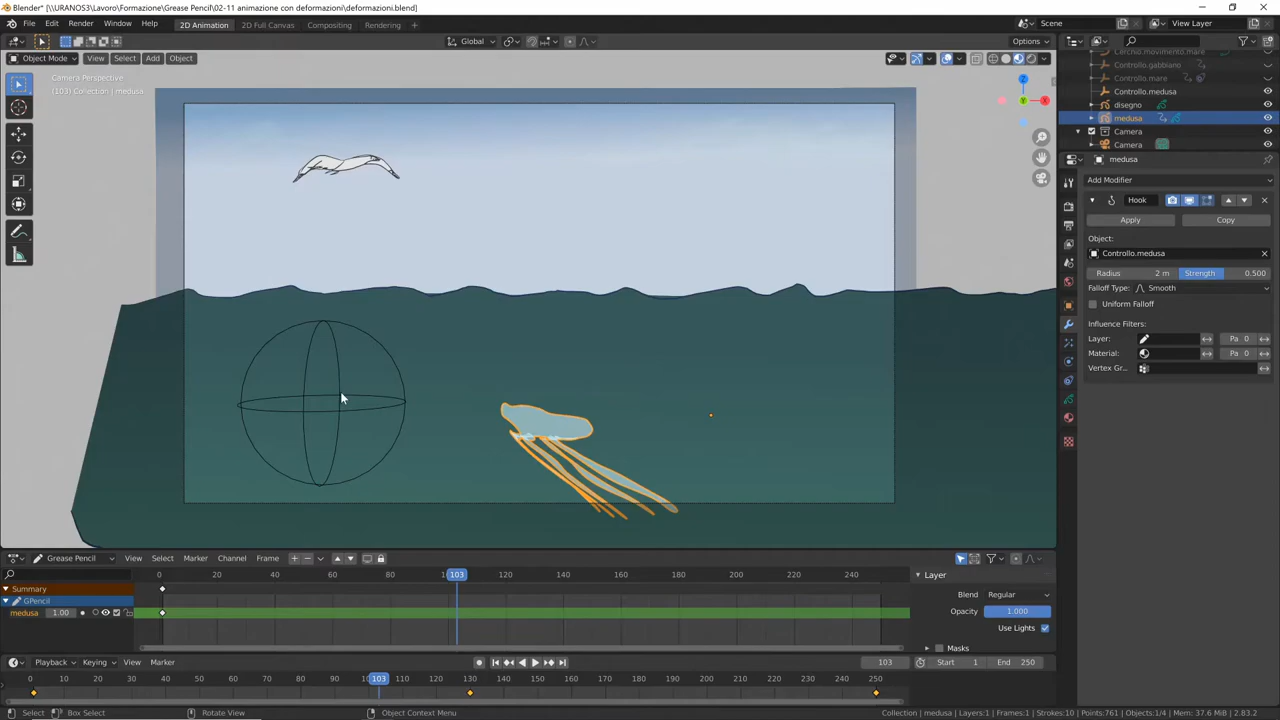 Blender* [\\URANOS3\Lavoro\Formazione\Grease Pencil\02-11 animazione con deformazioni\deformazioni.blend]
File Edit Render Window Help 2D Animation 2D Full Canvas Compositing Rendering Scene View Layer
Global Options
Object Mode View Select Add Object
Camera Perspective
(103) Collection | medusa
Cerchio.movimento.mare
Controllo.gabbiano
Controllo.mare
Controllo.medusa
disegno
medusa
Camera
Camera
medusa
Add Modifier
Hook
Apply Copy
Object:
Controllo.medusa
Radius 2 m Strength 0.500
Falloff Type: Smooth
Uniform Falloff
Influence Filters:
Layer: Pa 0
Material: Pa 0
Vertex Gr...
Z
Y
X
Grease Pencil View Select Marker Channel Frame
0 20 40 60 80 103 120 140 160 180 200 220 240
Summary
GPencil
medusa 1.00
Layer
Blend Regular
Opacity 1.000
Use Lights
Masks
Playback Keying View Marker 103 Start 1 End 250
0 10 20 30 40 50 60 70 80 90 103 110 120 130 140 150 160 170 180 190 200 210 220 230 240 250
Select Box Select Rotate View Object Context Menu Collection | medusa | Layers:1 | Frames:1 | Strokes:10 | Points:761 | Objects:1/4 | Mem: 37.6 MiB | 2.83.2